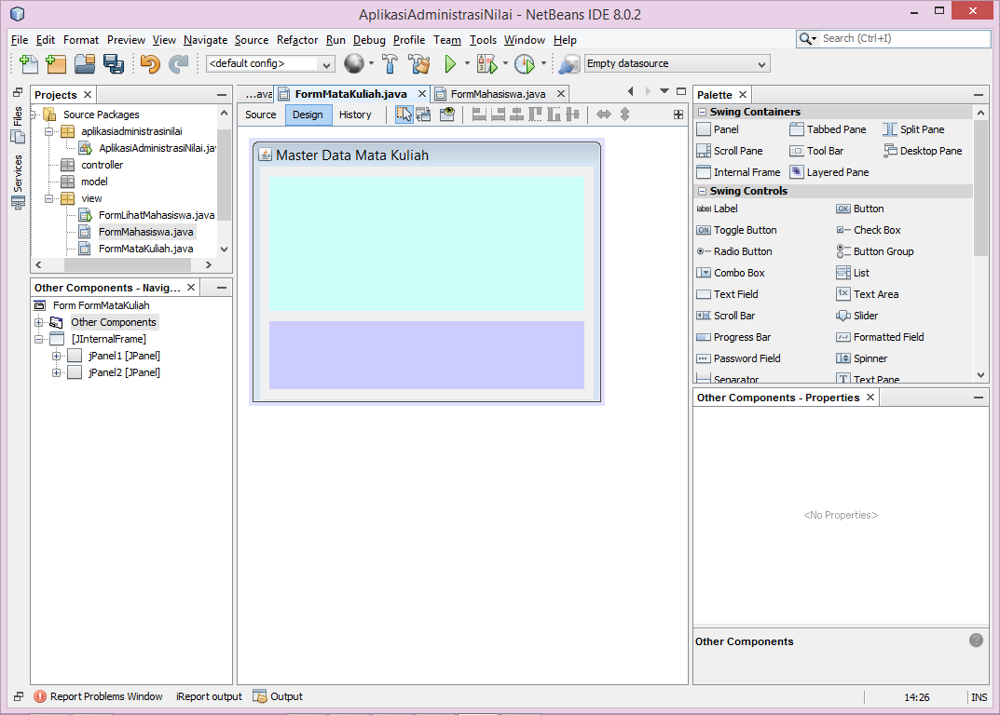 AplikasiAdministrasiNilai - NetBeans IDE 8.0.2
File Edit Format Preview View Navigate Source Refactor Run Debug Profile Team Tools Window Help
Search (Ctrl+I)
<default config>
Empty datasource
Files
Services
Projects
Source Packages
aplikasiadministrasinilai
AplikasiAdministrasiNilai.jav
controller
model
view
FormLihatMahasiswa.java
FormMahasiswa.java
FormMataKuliah.java
Other Components - Navig...
Form FormMataKuliah
Other Components
[JInternalFrame]
jPanel1 [JPanel]
jPanel2 [JPanel]
...ava FormMataKuliah.java FormMahasiswa.java
Source Design History
Master Data Mata Kuliah
Palette
Swing Containers
Panel Tabbed Pane Split Pane
Scroll Pane Tool Bar Desktop Pane
Internal Frame Layered Pane
Swing Controls
label Label OK Button
ON Toggle Button Check Box
Radio Button Button Group
Combo Box List
Text Field Text Area
Scroll Bar Slider
Progress Bar Formatted Field
Password Field Spinner
Separator T Text Pane
Other Components - Properties
<No Properties>
Other Components
Report Problems Window iReport output Output
14:26 INS